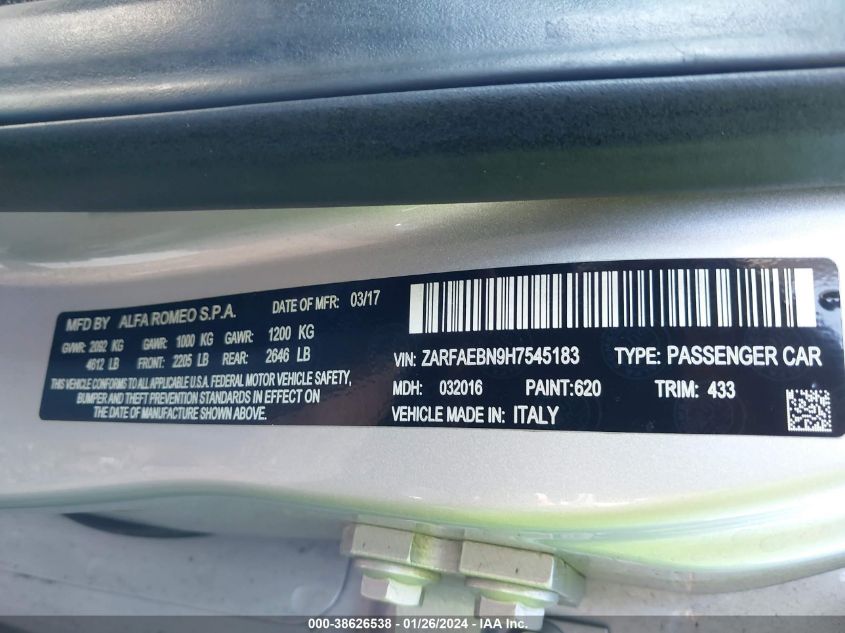 MFD BY ALFA ROMEO S.P.A. DATE OF MFR: 03/17
GVWR: 2092 KG GAWR: 1000 KG GAWR: 1200 KG
4612 LB FRONT: 2205 LB REAR: 2646 LB
THIS VEHICLE CONFORMS TO ALL APPLICABLE U.S.A. FEDERAL MOTOR VEHICLE SAFETY,
BUMPER AND THEFT PREVENTION STANDARDS IN EFFECT ON
THE DATE OF MANUFACTURE SHOWN ABOVE.
VIN: ZARFAEBN9H7545183 TYPE: PASSENGER CAR
MDH: 032016 PAINT:620 TRIM: 433
VEHICLE MADE IN: ITALY
000-38626538 - 01/26/2024 - IAA Inc.